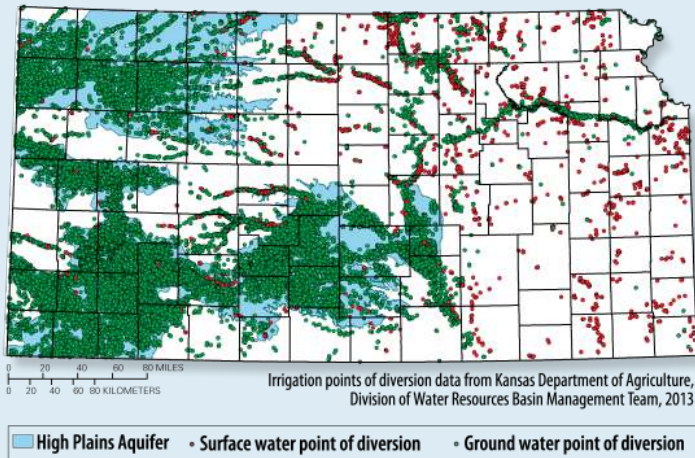 0 20 40 60 80 MILES
0 20 40 60 80 KILOMETERS
Irrigation points of diversion data from Kansas Department of Agriculture,
Division of Water Resources Basin Management Team, 2013
High Plains Aquifer • Surface water point of diversion • Ground water point of diversion